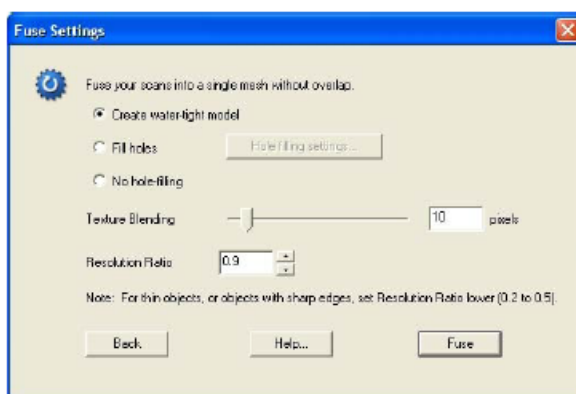 Fuse Settings
Fuse your scans into a single mesh without overlap.
Create water-tight model
Fill holes
Hole filling settings...
No hole-filling
Texture Blending
10
pixels
Resolution Ratio
0.9
Note: For thin objects, or objects with sharp edges, set Resolution Ratio lower (0.2 to 0.5).
Back
Help...
Fuse